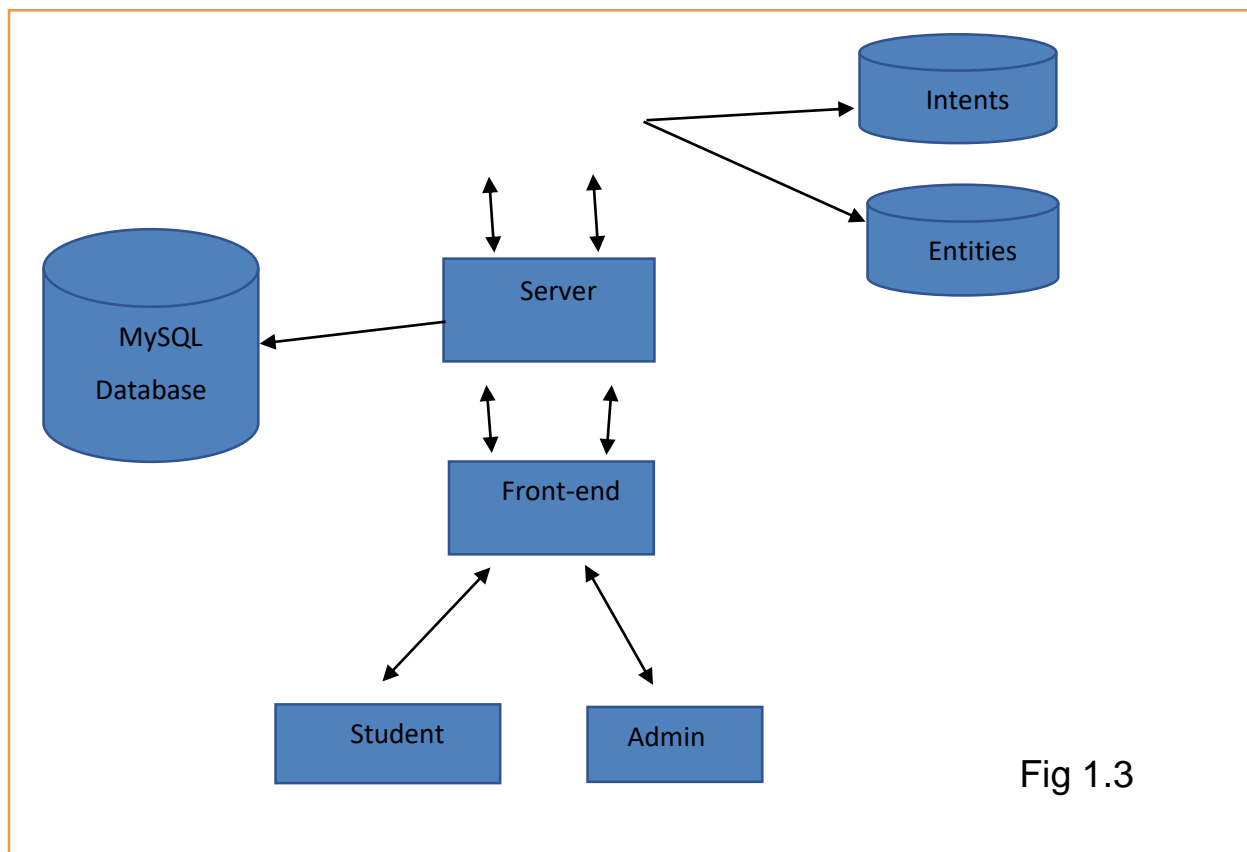 Intents
Entities
Server
MySQL
Database
Front-end
Student
Admin
Fig 1.3